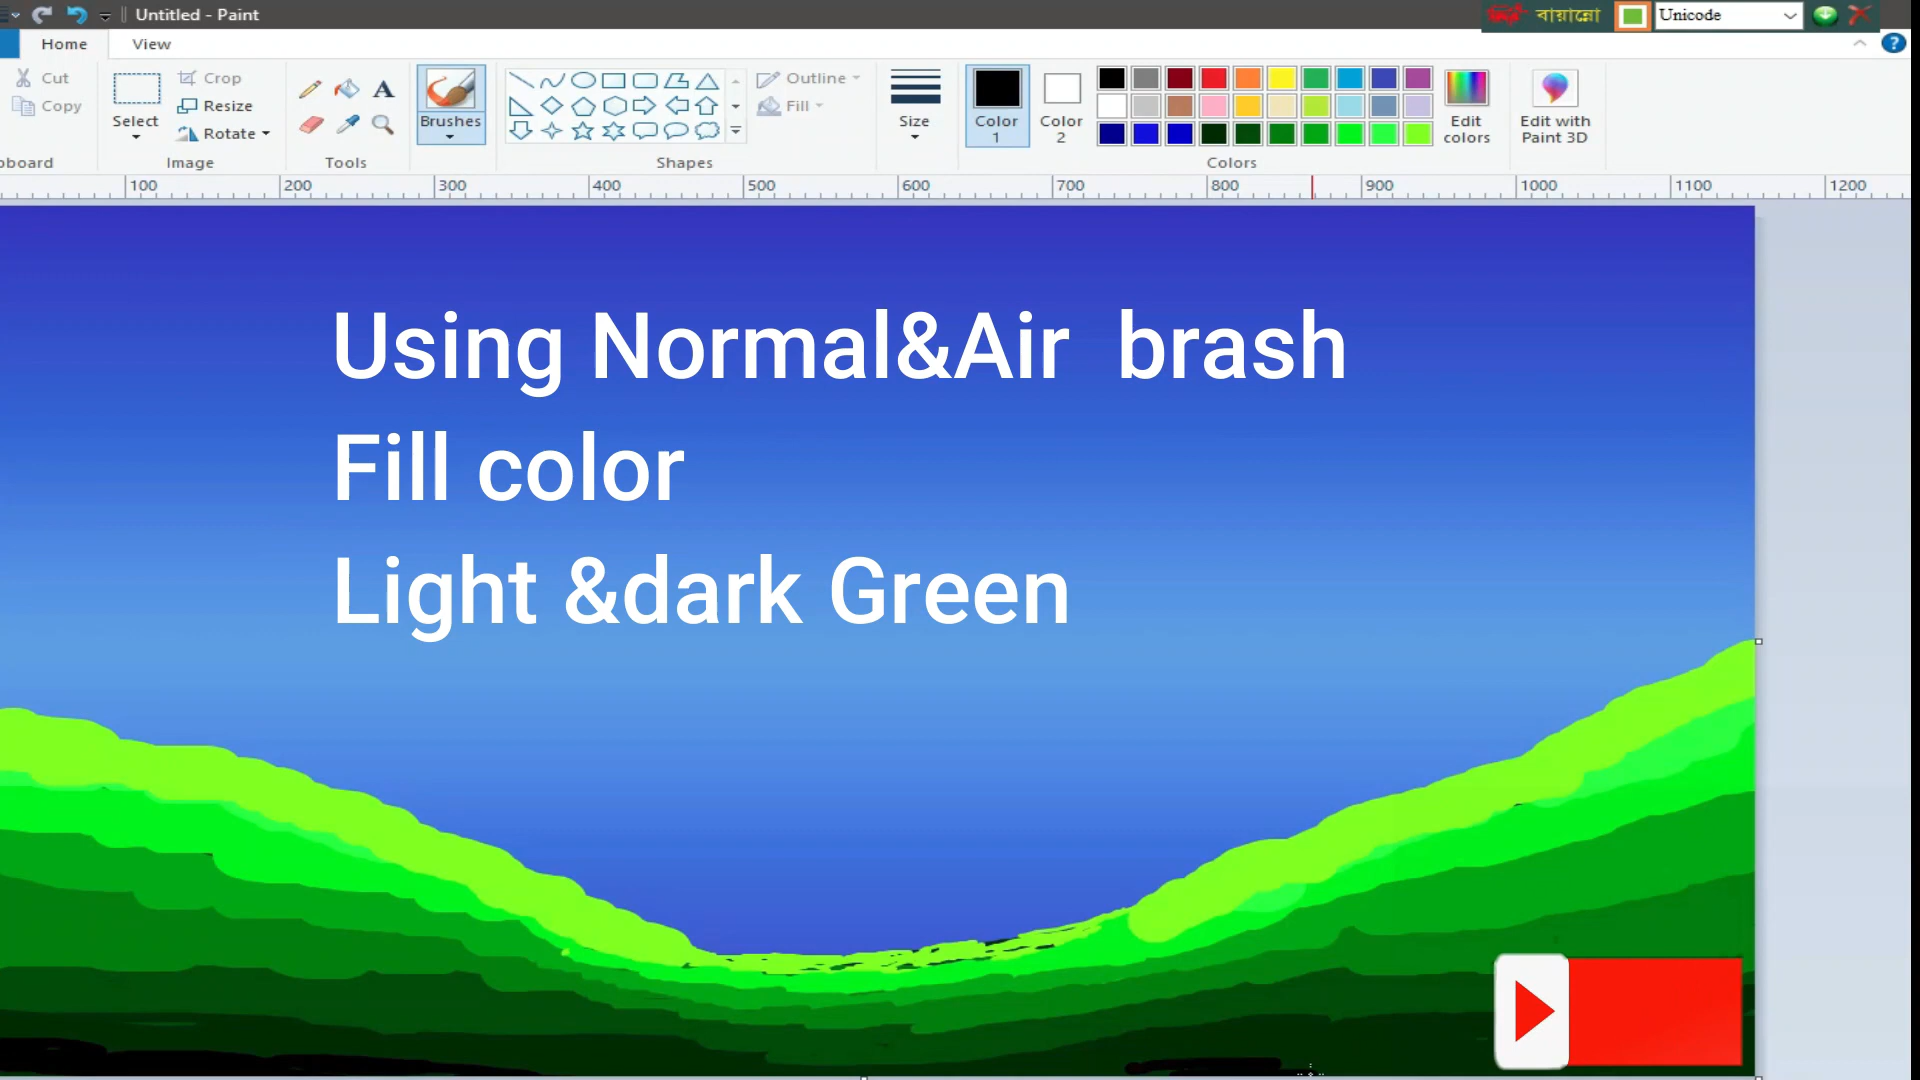 Untitled - Paint
বায়ান্নো
Unicode
Home
View
Cut
Copy
Select
Crop
Resize
Rotate
Brushes
Outline
Fill
Size
Color
1
Color
2
Edit
colors
Edit with
Paint 3D
pboard
Image
Tools
Shapes
Colors
100 200 300 400 500 600 700 800 900 1000 1100 1200
Using Normal&Air brash
Fill color
Light &dark Green